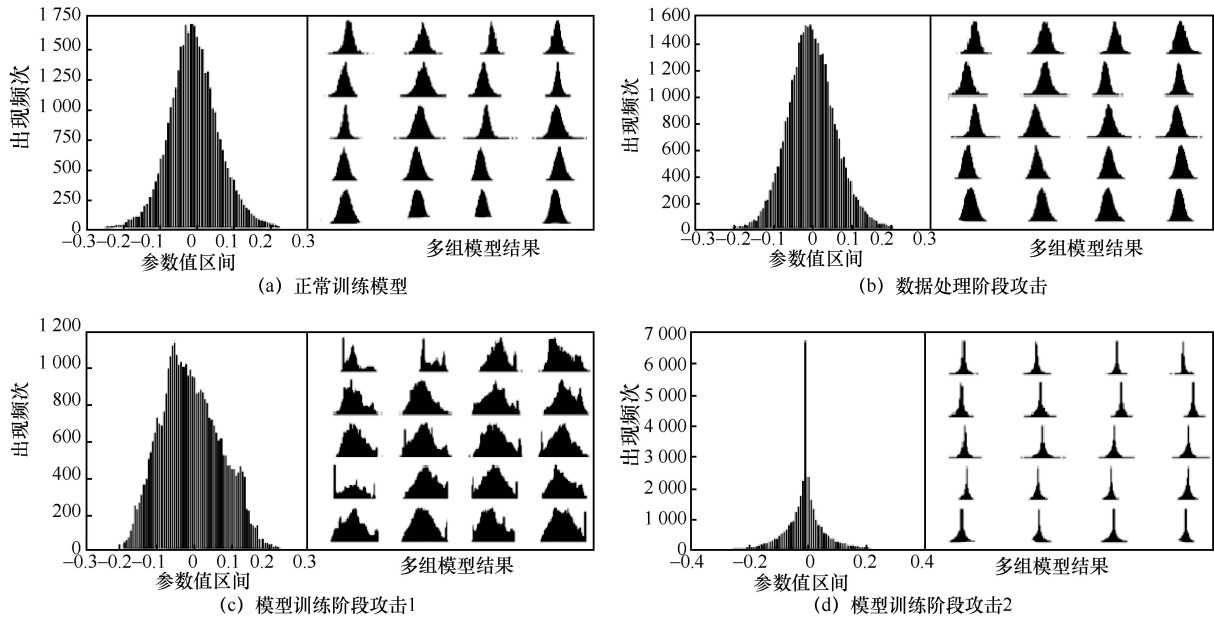 出现频次
1 750
1 500
1 250
1 000
750
500
250
0
−0.3 −0.2 −0.1 0 0.1 0.2 0.3
参数值区间
多组模型结果
(a) 正常训练模型
出现频次
1 600
1 400
1 200
1 000
800
600
400
200
0
−0.3 −0.2 −0.1 0 0.1 0.2 0.3
参数值区间
多组模型结果
(b) 数据处理阶段攻击
出现频次
1 200
1 000
800
600
400
200
0
−0.3 −0.2 −0.1 0 0.1 0.2 0.3
参数值区间
多组模型结果
(c) 模型训练阶段攻击1
出现频次
7 000
6 000
5 000
4 000
3 000
2 000
1 000
0
−0.4 −0.2 0 0.2 0.4
参数值区间
多组模型结果
(d) 模型训练阶段攻击2